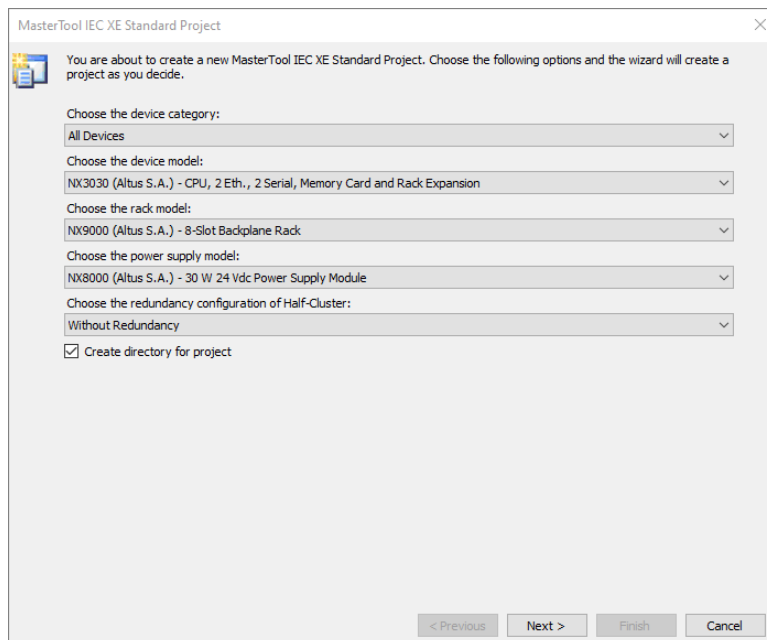 MasterTool IEC XE Standard Project
You are about to create a new MasterTool IEC XE Standard Project. Choose the following options and the wizard will create a
project as you decide.
Choose the device category:
All Devices
Choose the device model:
NX3030 (Altus S.A.) - CPU, 2 Eth., 2 Serial, Memory Card and Rack Expansion
Choose the rack model:
NX9000 (Altus S.A.) - 8-Slot Backplane Rack
Choose the power supply model:
NX8000 (Altus S.A.) - 30 W 24 Vdc Power Supply Module
Choose the redundancy configuration of Half-Cluster:
Without Redundancy
Create directory for project
< Previous Next > Finish Cancel